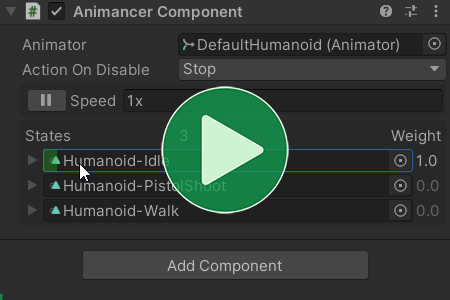 Animancer Component
Animator DefaultHumanoid (Animator)
Action On Disable Stop
Speed 1x
States 3 Weight
Humanoid-Idle 1.0
Humanoid-PistolShoot 0.0
Humanoid-Walk 0.0
Add Component